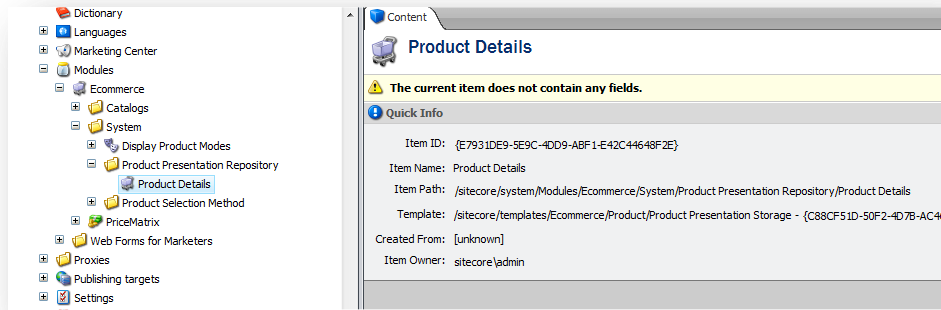 Dictionary
Languages
Marketing Center
Modules
Ecommerce
Catalogs
System
Display Product Modes
Product Presentation Repository
Product Details
Product Selection Method
PriceMatrix
Web Forms for Marketers
Proxies
Publishing targets
Settings
Content
Product Details
The current item does not contain any fields.
Quick Info
Item ID: {E7931DE9-5E9C-4DD9-ABF1-E42C44648F2E}
Item Name: Product Details
Item Path: /sitecore/system/Modules/Ecommerce/System/Product Presentation Repository/Product Details
Template: /sitecore/templates/Ecommerce/Product/Product Presentation Storage - {C88CF51D-50F2-4D7B-AC4
Created From: [unknown]
Item Owner: sitecore\admin